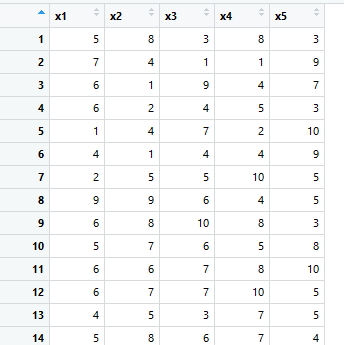 x1 x2 x3 x4 x5
1 5 8 3 8 3
2 7 4 1 1 9
3 6 1 9 4 7
4 6 2 4 5 3
5 1 4 7 2 10
6 4 1 4 4 9
7 2 5 5 10 5
8 9 9 6 4 5
9 6 8 10 8 3
10 5 7 6 5 8
11 6 6 7 8 10
12 6 7 7 10 5
13 4 5 3 7 5
14 5 8 6 7 4